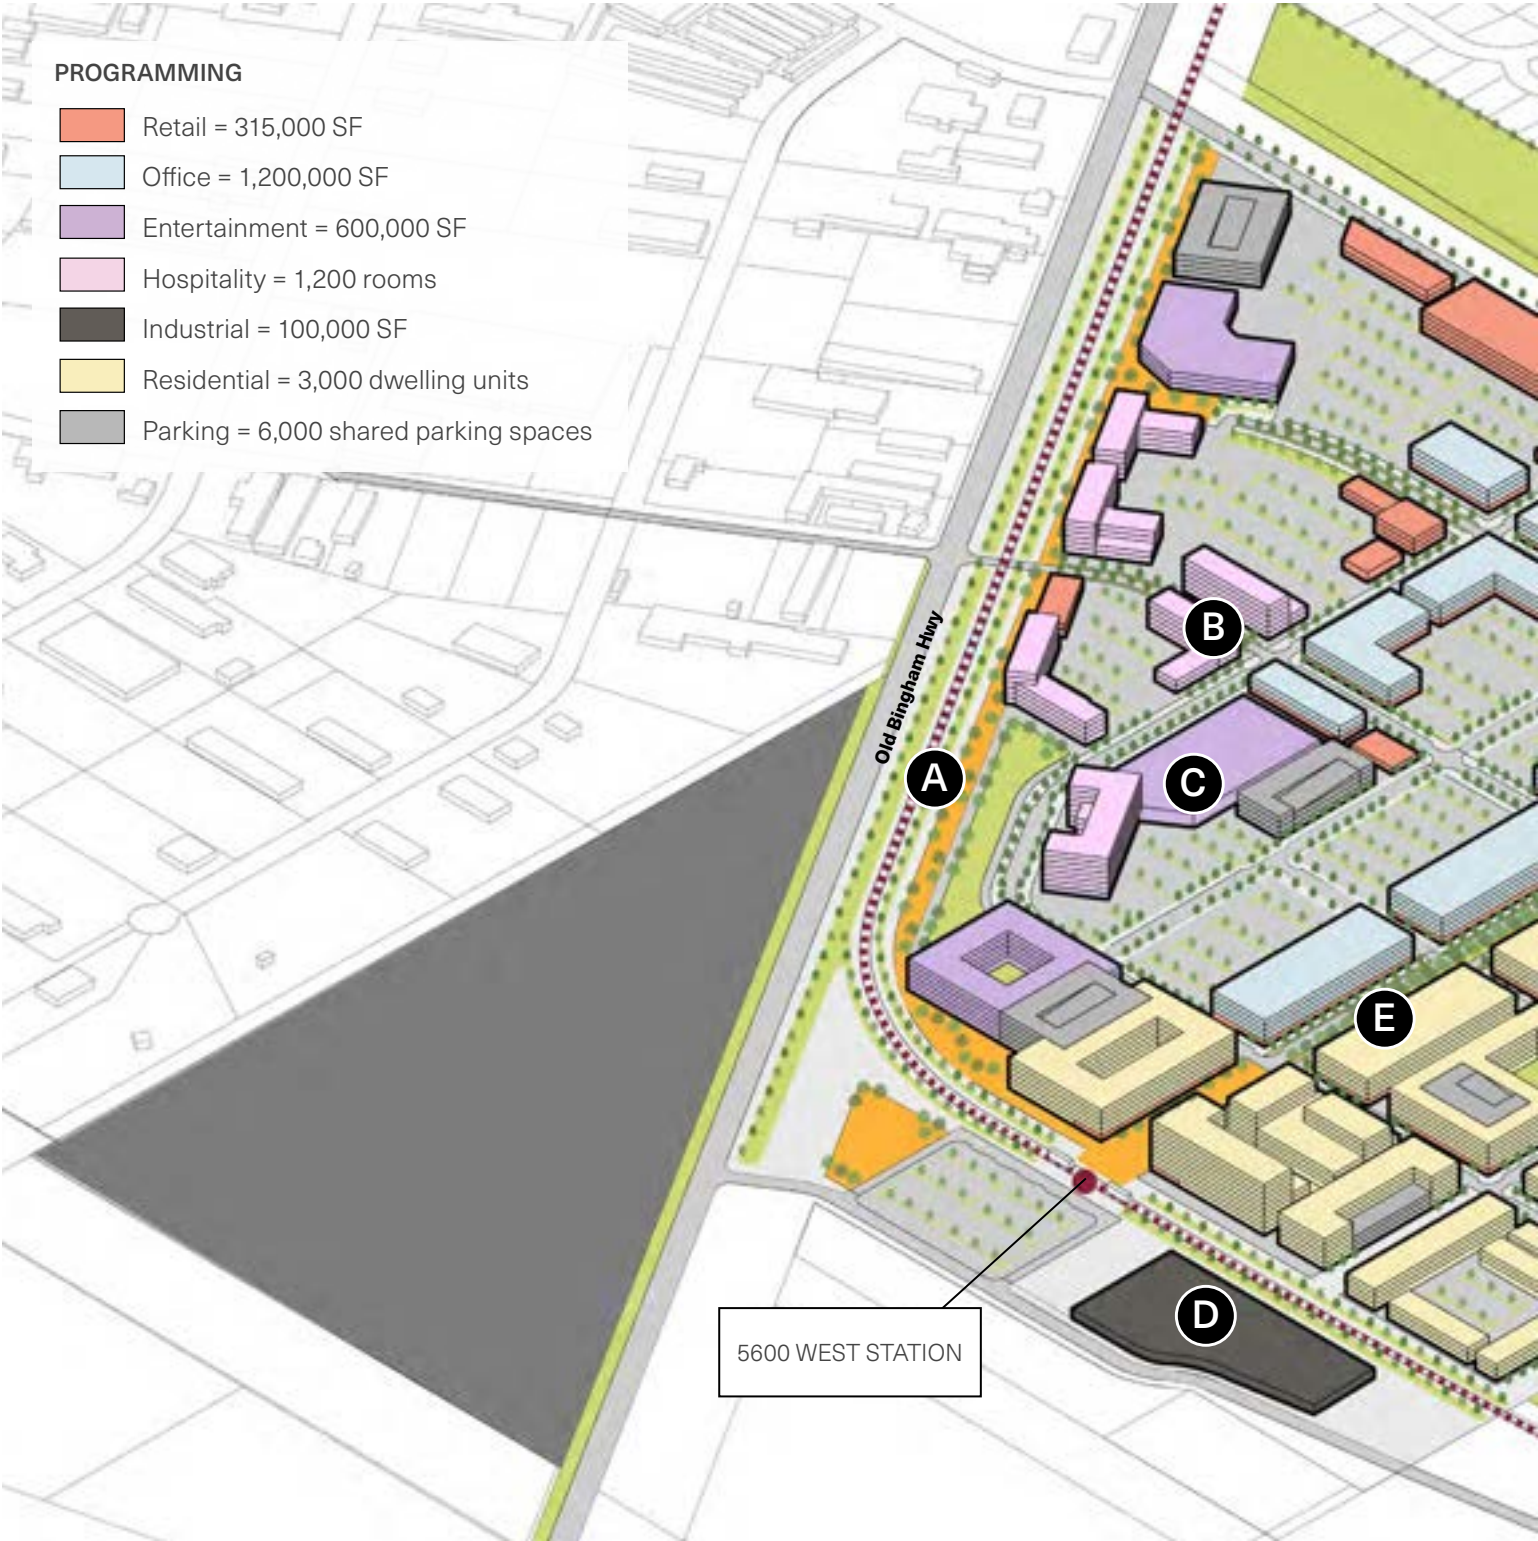 PROGRAMMING
Retail = 315,000 SF
Office = 1,200,000 SF
Entertainment = 600,000 SF
Hospitality = 1,200 rooms
Industrial = 100,000 SF
Residential = 3,000 dwelling units
Parking = 6,000 shared parking spaces
Old Bingham Hwy
B
A
C
E
D
5600 WEST STATION